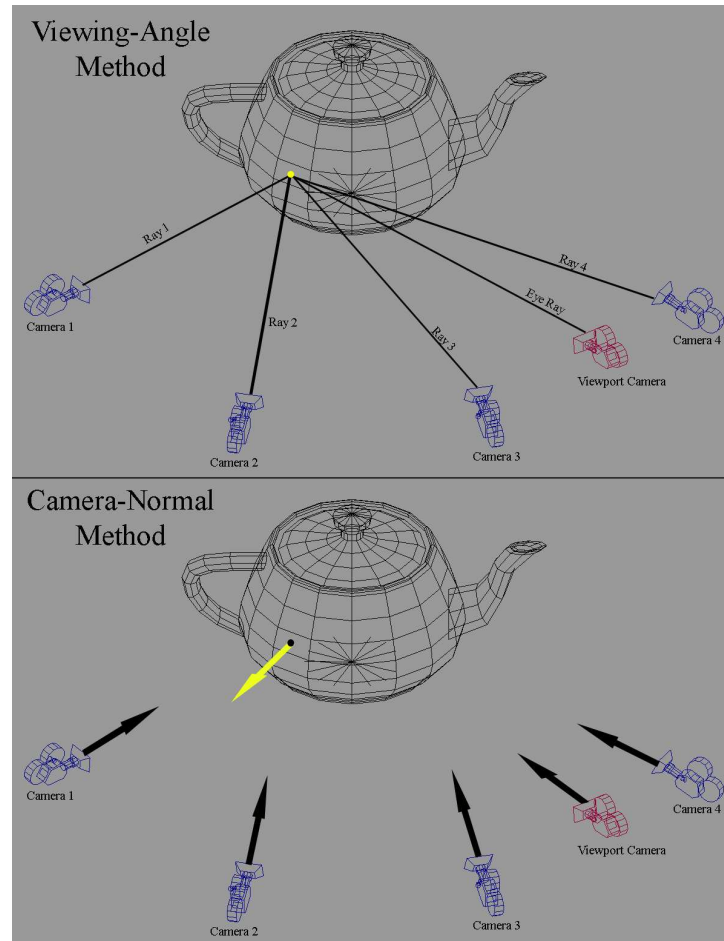 Viewing-Angle
Method
Ray 1
Ray 2
Ray 3
Eye Ray
Ray 4
Camera 1
Camera 2
Camera 3
Viewport Camera
Camera 4
Camera-Normal
Method
Camera 1
Camera 2
Camera 3
Viewport Camera
Camera 4